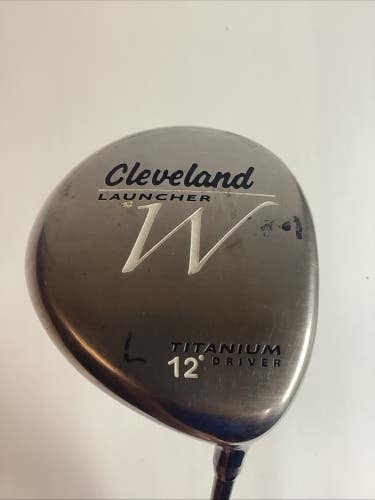 Cleveland
LAUNCHER
W
L
TITANIUM
12° DRIVER